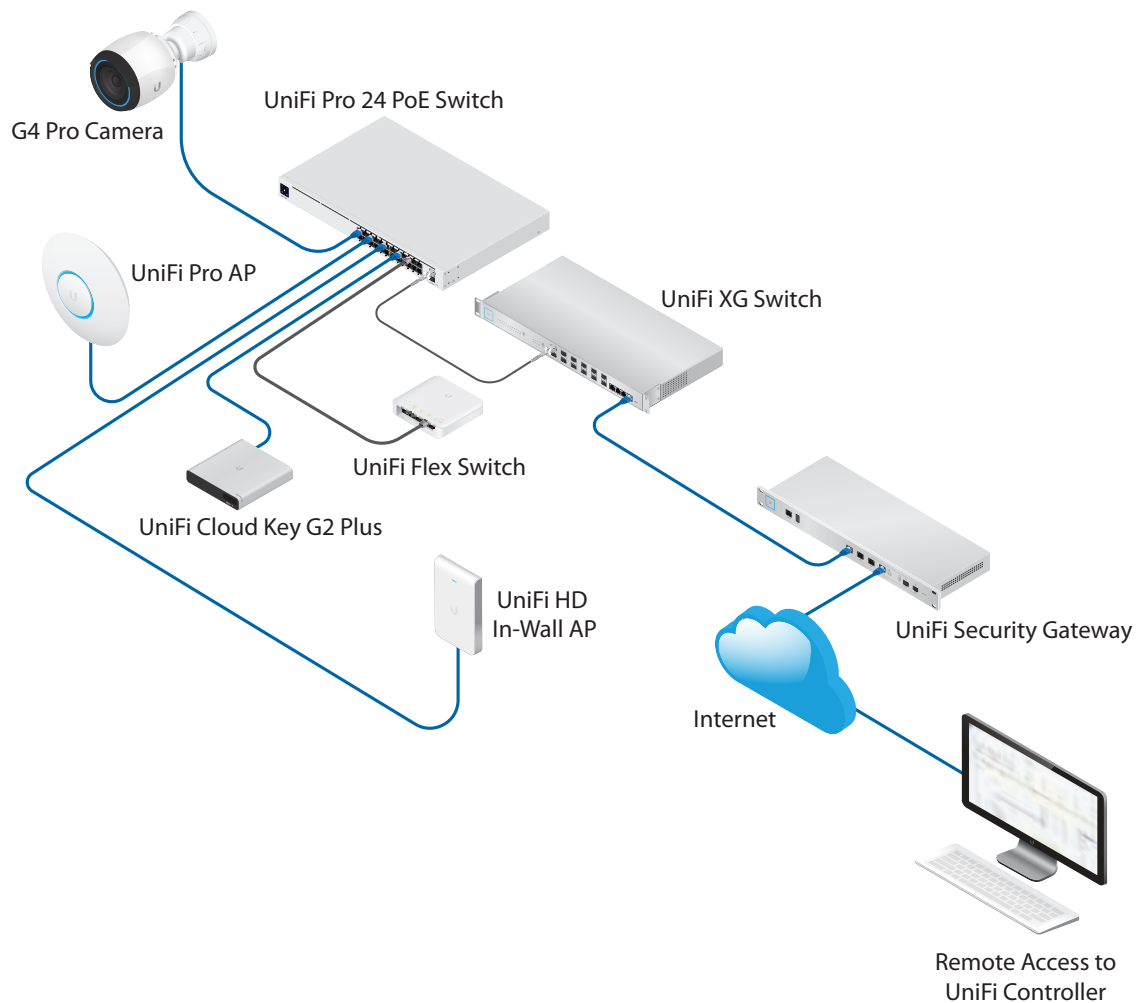 UniFi Pro 24 PoE Switch
G4 Pro Camera
UniFi Pro AP
UniFi XG Switch
UniFi Flex Switch
UniFi Cloud Key G2 Plus
UniFi HD
In-Wall AP
UniFi Security Gateway
Internet
Remote Access to
UniFi Controller